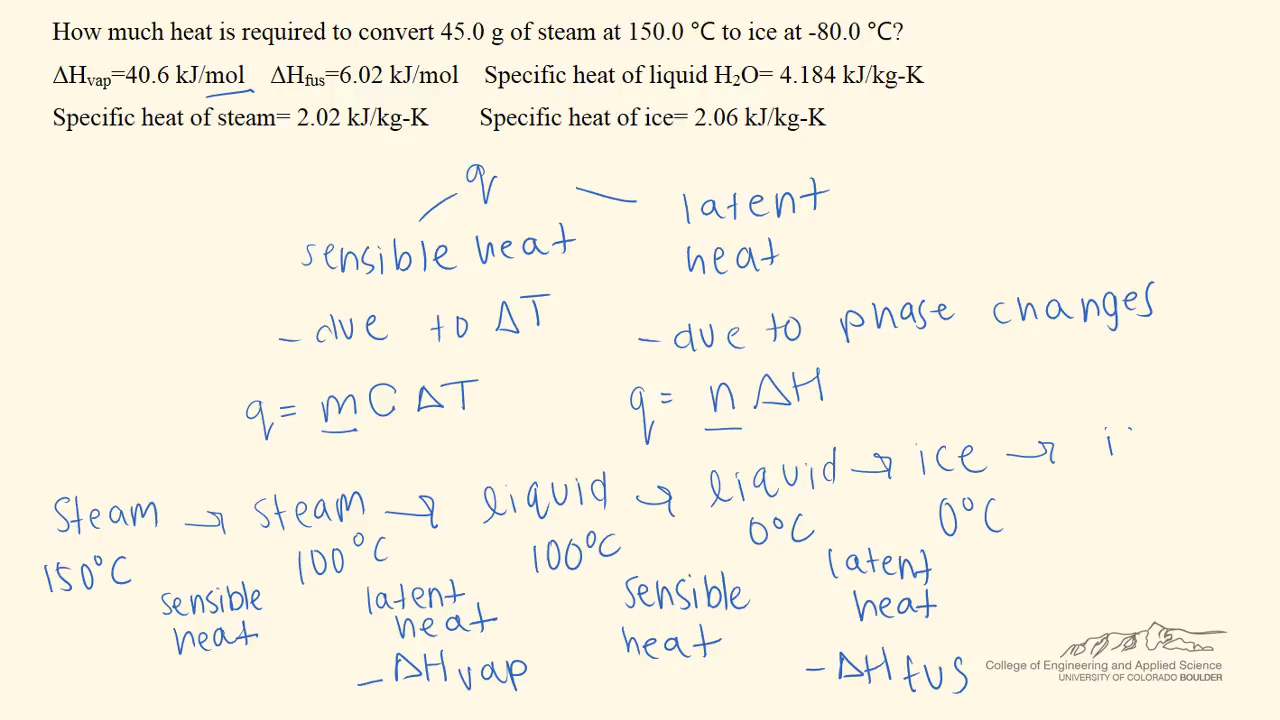 How much heat is required to convert 45.0 g of steam at 150.0 °C to ice at -80.0 °C?
ΔHvap=40.6 kJ/mol ΔHfus=6.02 kJ/mol Specific heat of liquid H₂O= 4.184 kJ/kg-K
Specific heat of steam= 2.02 kJ/kg-K Specific heat of ice= 2.06 kJ/kg-K
q
sensible heat
- due to ΔT
q = m C ΔT
latent
heat
- due to phase changes
q = n ΔH
Steam → steam → liquid → liquid → ice → i
150°C 100°C 100°C 0°C 0°C
sensible
heat
latent
heat
- ΔHvap
sensible
heat
latent
heat
- ΔHfus
College of Engineering and Applied Science
UNIVERSITY OF COLORADO BOULDER